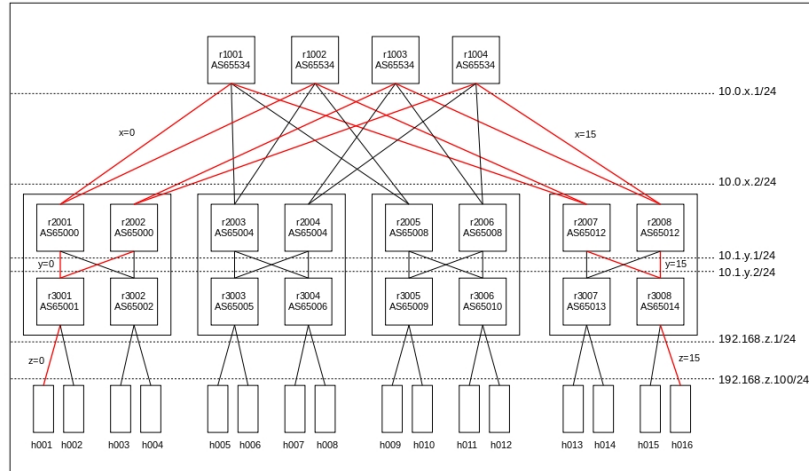 r1001
AS65534
r1002
AS65534
r1003
AS65534
r1004
AS65534
10.0.x.1/24
x=0
x=15
10.0.x.2/24
r2001
AS65000
r2002
AS65000
r2003
AS65004
r2004
AS65004
r2005
AS65008
r2006
AS65008
r2007
AS65012
r2008
AS65012
10.1.y.1/24
y=0
y=15
10.1.y.2/24
r3001
AS65001
r3002
AS65002
r3003
AS65005
r3004
AS65006
r3005
AS65009
r3006
AS65010
r3007
AS65013
r3008
AS65014
192.168.z.1/24
z=0
z=15
192.168.z.100/24
h001
h002
h003
h004
h005
h006
h007
h008
h009
h010
h011
h012
h013
h014
h015
h016